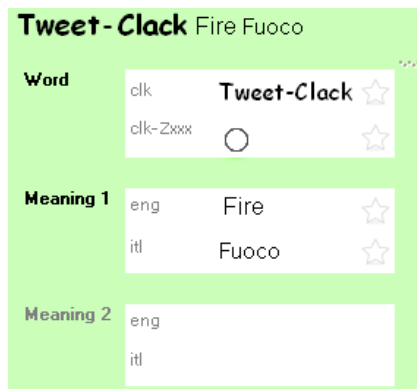 Tweet-Clack Fire Fuoco
Word
clk Tweet-Clack
clk-Zxxx
Meaning 1
eng Fire
itl Fuoco
Meaning 2
eng
itl